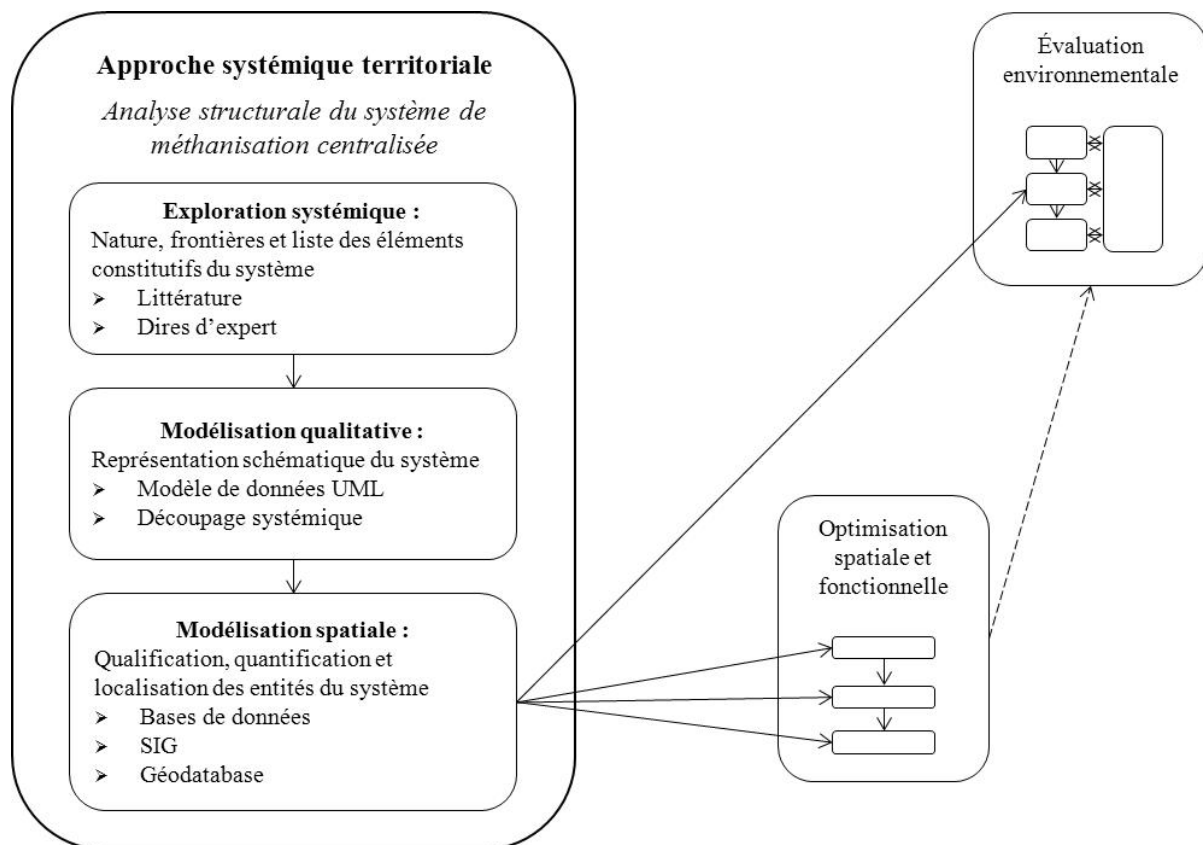 Approche systémique territoriale
Analyse structurale du système de
méthanisation centralisée
Exploration systémique :
Nature, frontières et liste des éléments
constitutifs du système
➢ Littérature
➢ Dires d’expert
Modélisation qualitative :
Représentation schématique du système
➢ Modèle de données UML
➢ Découpage systémique
Modélisation spatiale :
Qualification, quantification et
localisation des entités du système
➢ Bases de données
➢ SIG
➢ Géodatabase
Optimisation
spatiale et
fonctionnelle
Évaluation
environnementale